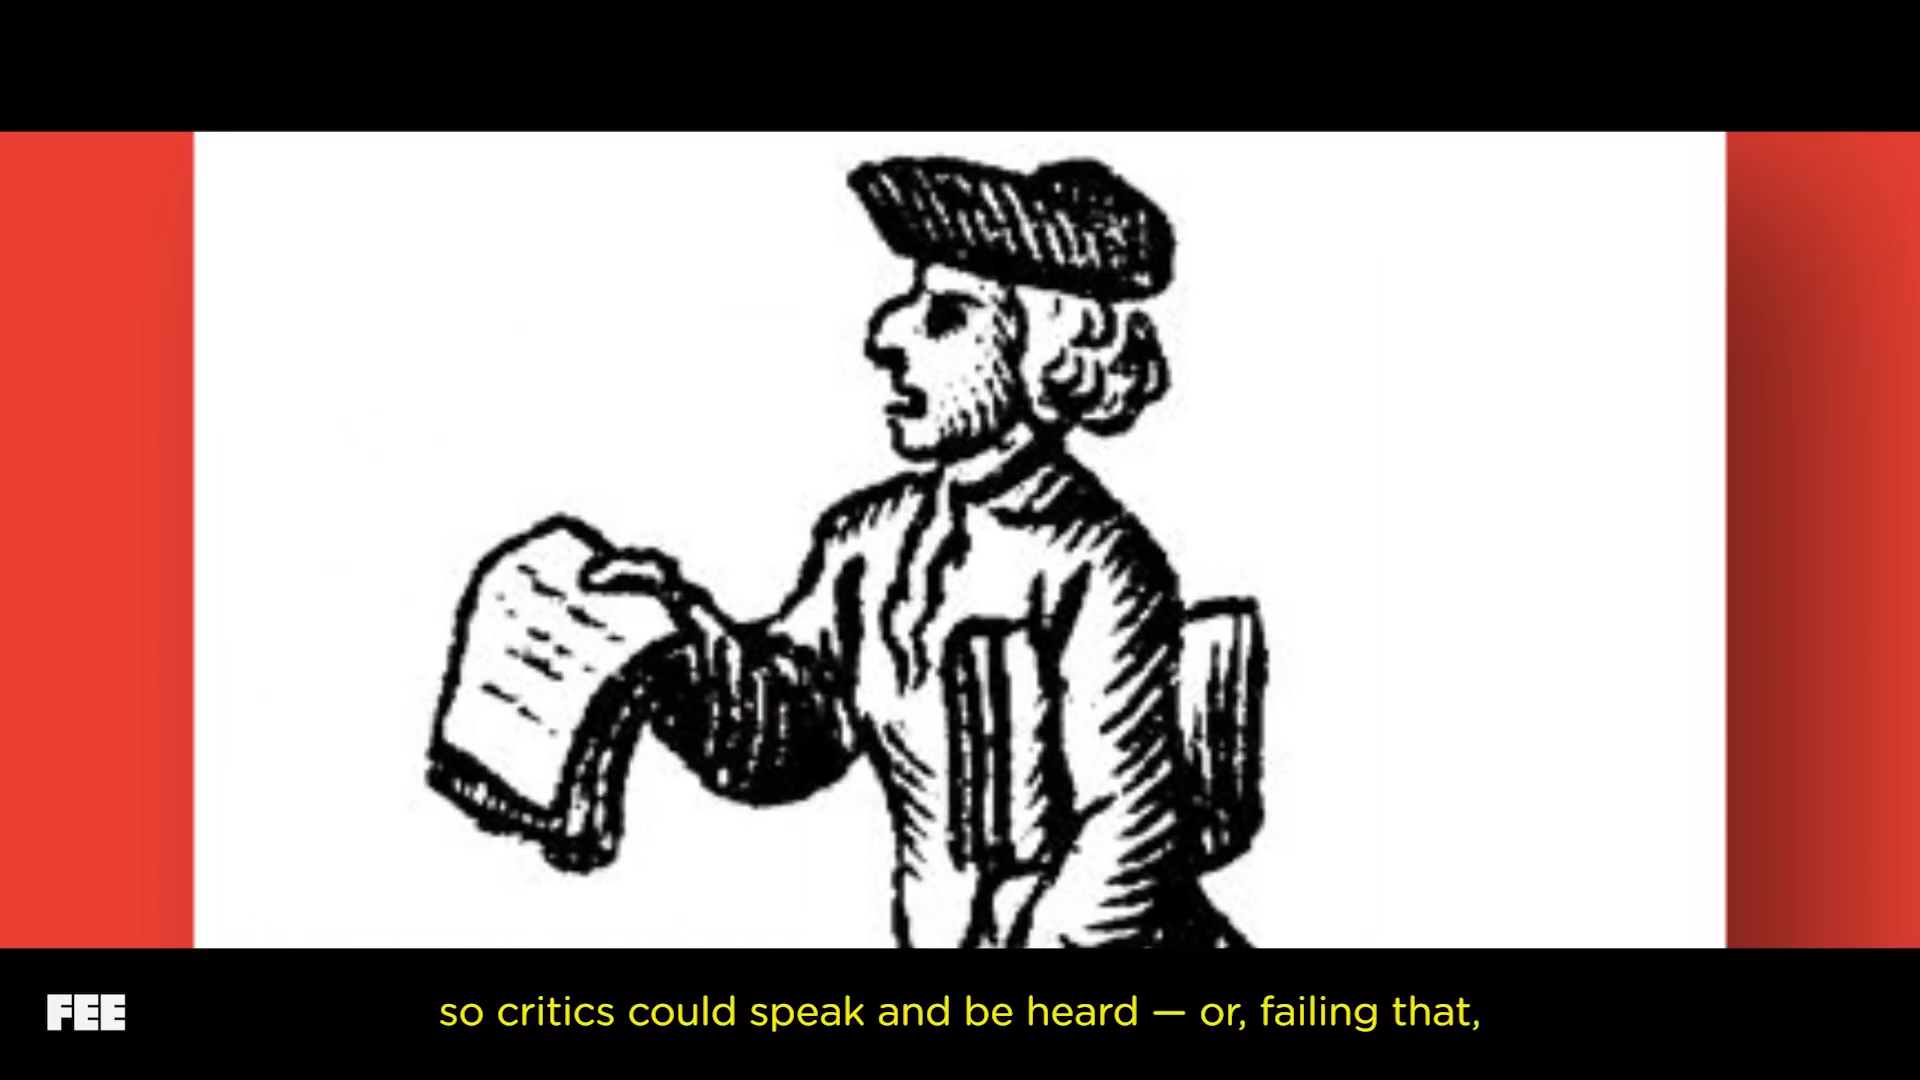 FEE
so critics could speak and be heard — or, failing that,